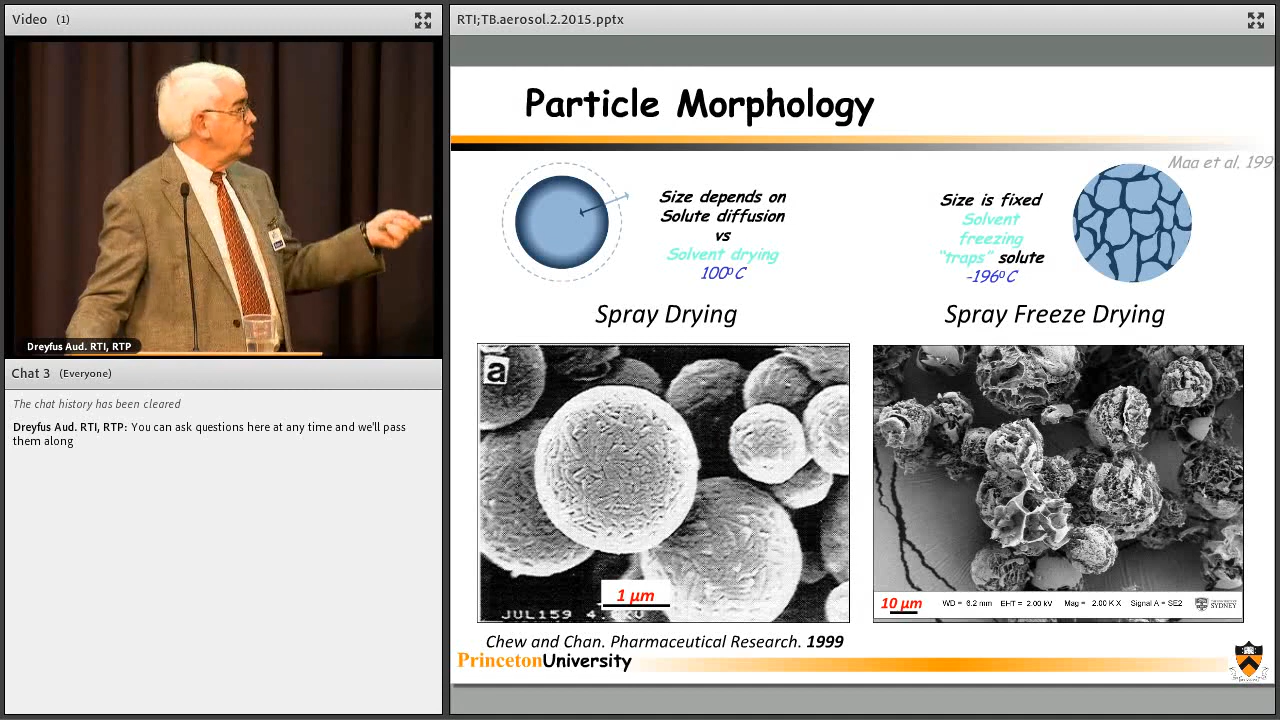 Video (1)
RTI;TB.aerosol.2.2015.pptx
Dreyfus Aud. RTI, RTP
Chat 3 (Everyone)
The chat history has been cleared
Dreyfus Aud. RTI, RTP: You can ask questions here at any time and we'll pass
them along
Particle Morphology
Maa et al. 199
Size depends on
Solute diffusion
vs
Solvent drying
100⁰C
Size is fixed
Solvent
freezing
"traps" solute
-196⁰C
Spray Drying
Spray Freeze Drying
a
1 µm
JUL159
10 µm
WD = 6.2 mm EHT = 2.00 kV Mag = 2.00 K X Signal A = SE2
SYDNEY
Chew and Chan. Pharmaceutical Research. 1999
PrincetonUniversity